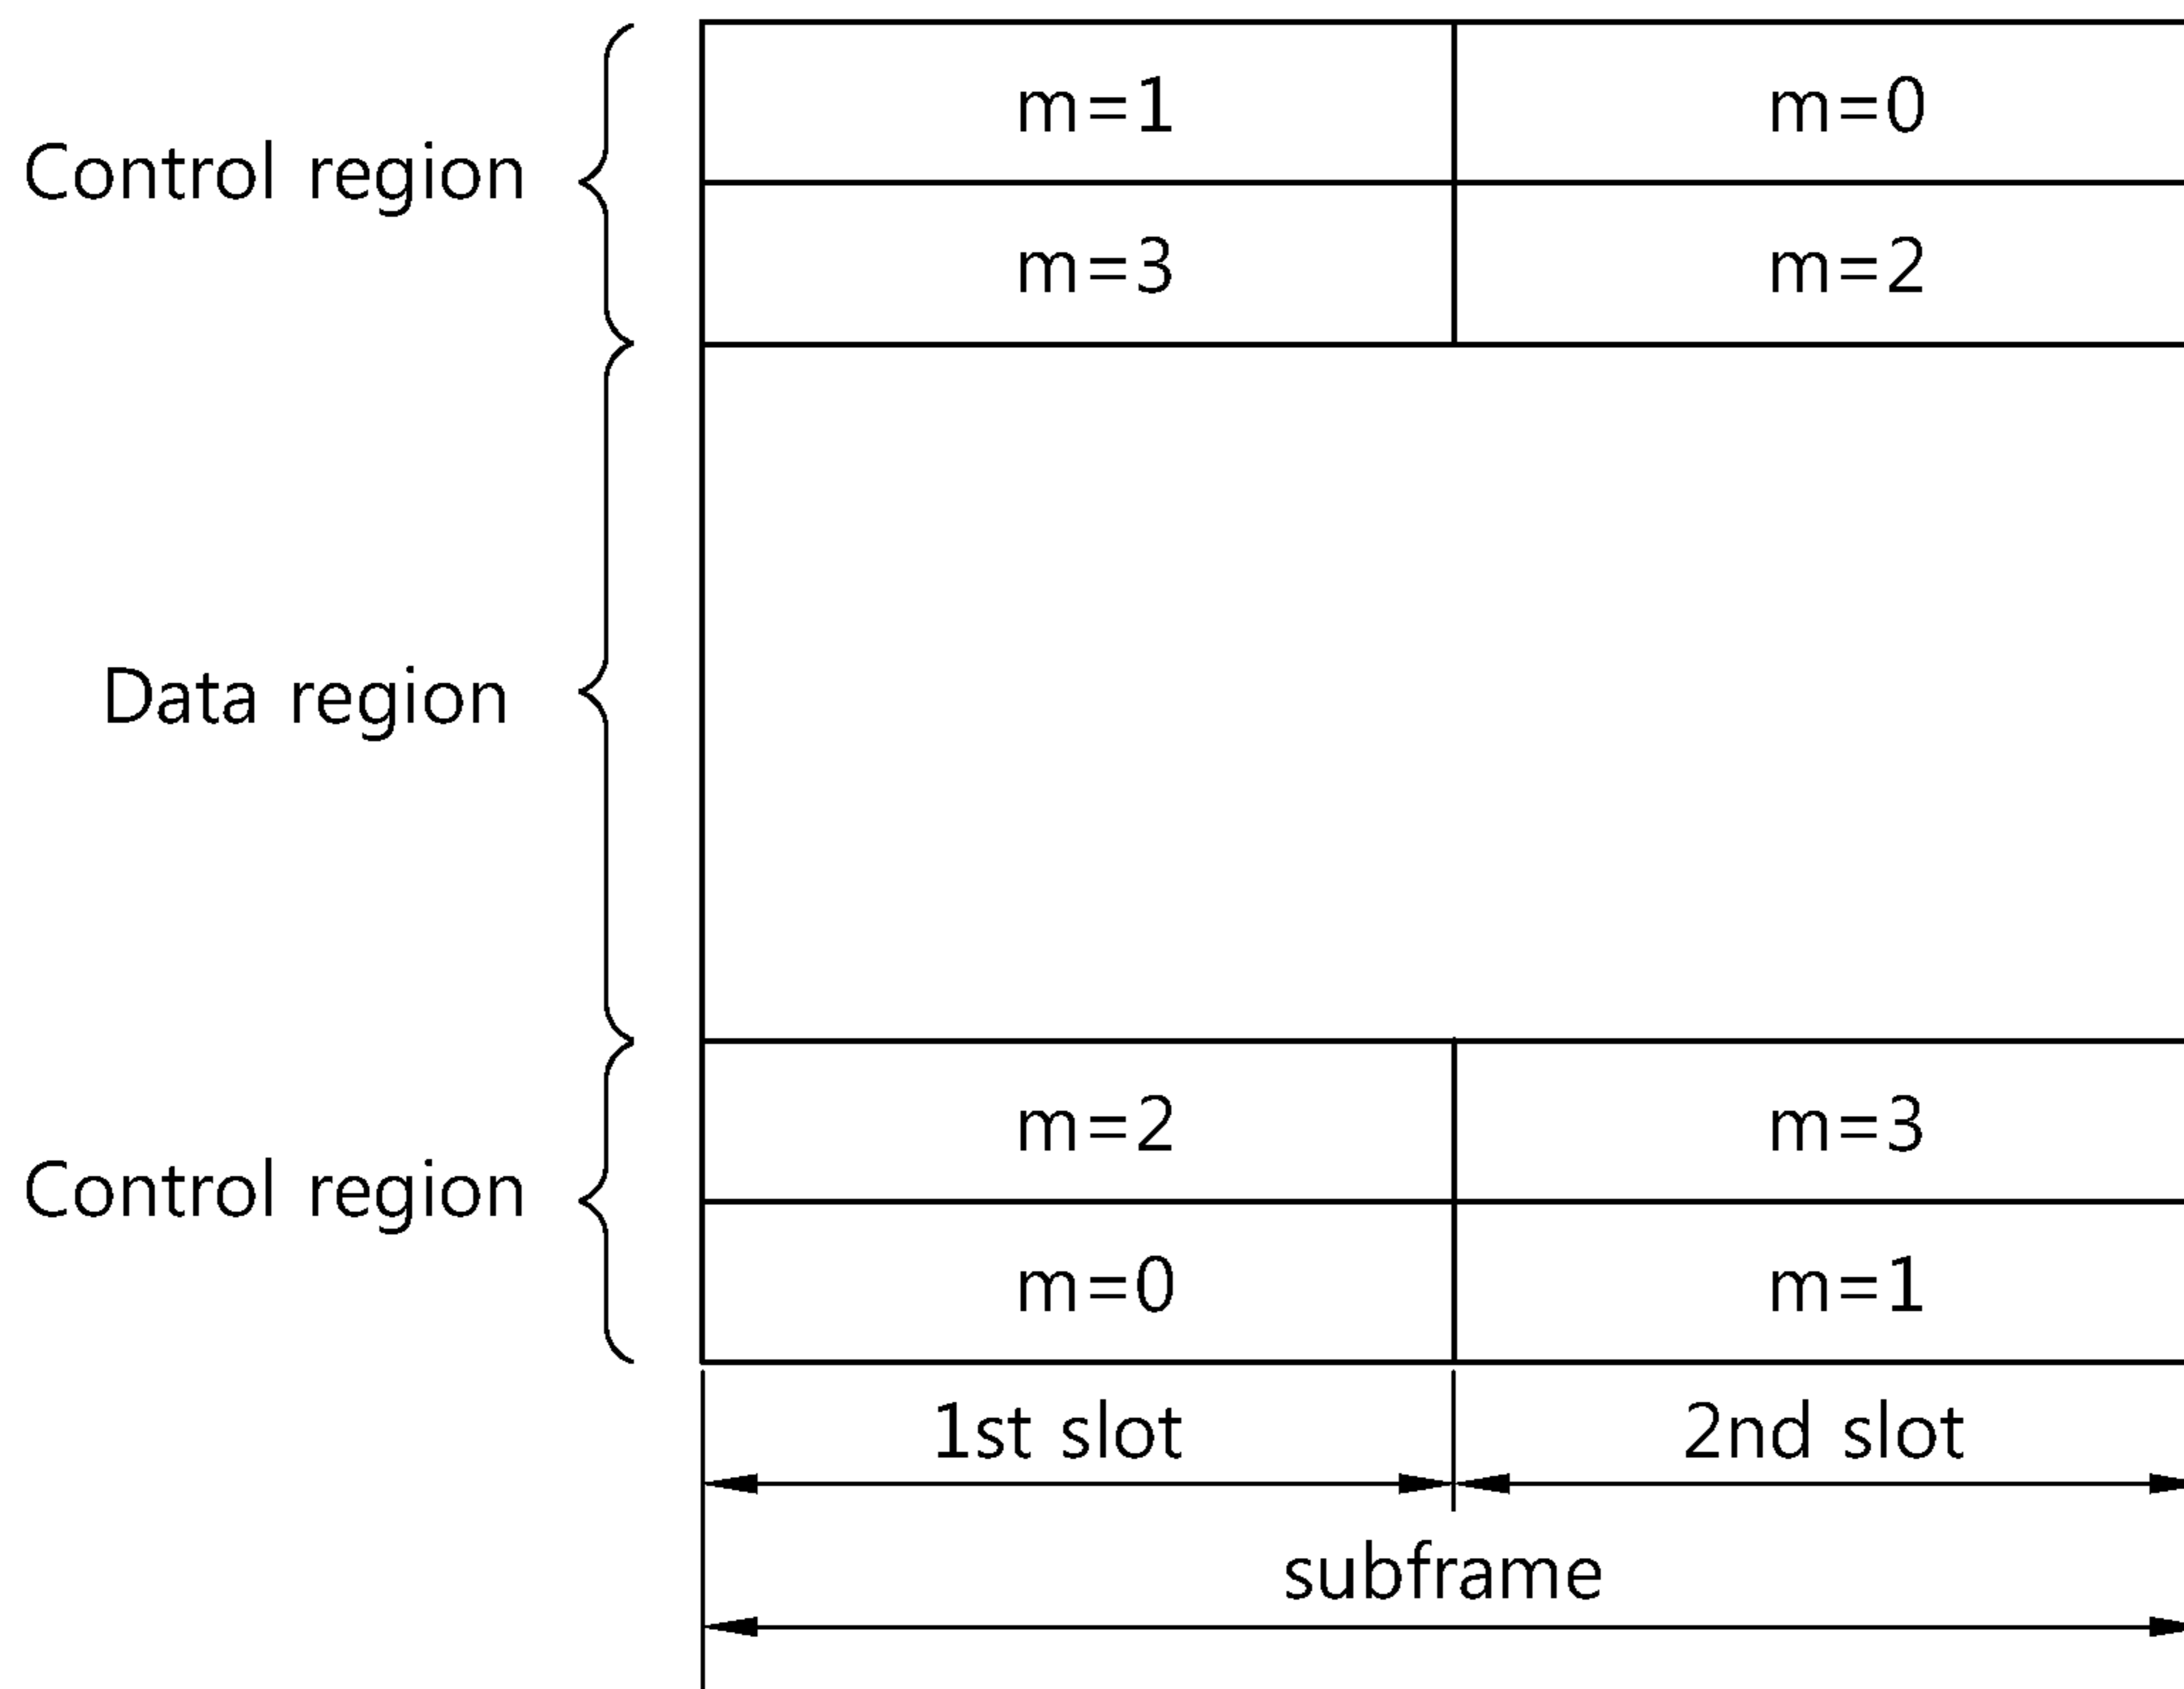 m=1 m=0
Control region
m=3 m=2
Data region
m=2 m=3
Control region
m=0 m=1
1st slot 2nd slot
subframe